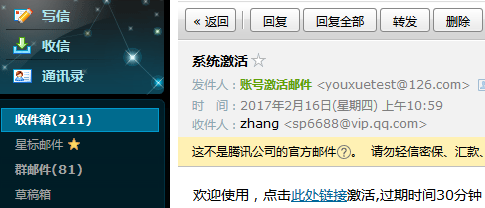 写信
收信
通讯录
收件箱(211)
星标邮件
群邮件(81)
草稿箱
« 返回 回复 回复全部 转发 删除
系统激活
发件人：账号激活邮件 <youxuetest@126.com>
时　间：2017年2月16日(星期四) 上午10:59
收件人：zhang <sp6688@vip.qq.com>
这不是腾讯公司的官方邮件?。 请勿轻信密保、汇款、
欢迎使用，点击此处链接激活,过期时间30分钟